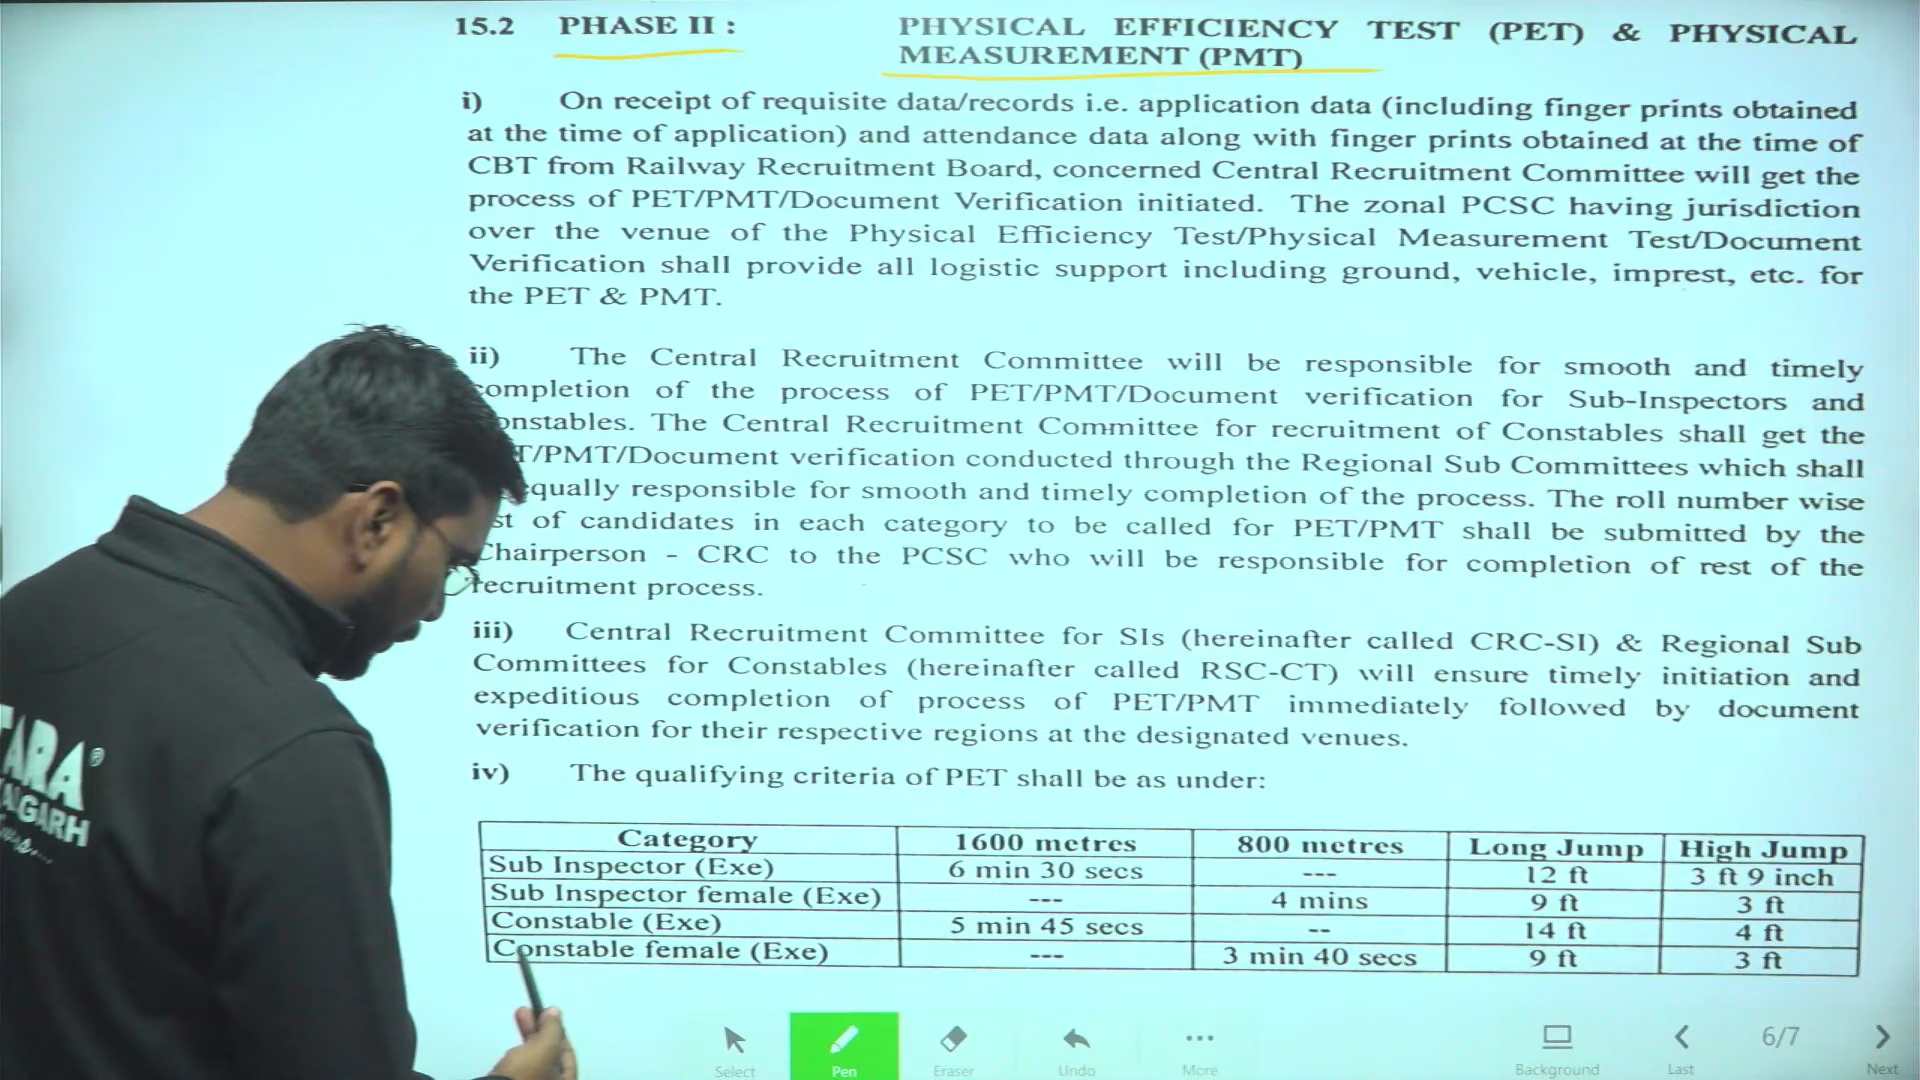 15.2 PHASE II : PHYSICAL EFFICIENCY TEST (PET) & PHYSICAL
MEASUREMENT (PMT)
i) On receipt of requisite data/records i.e. application data (including finger prints obtained
at the time of application) and attendance data along with finger prints obtained at the time of
CBT from Railway Recruitment Board, concerned Central Recruitment Committee will get the
process of PET/PMT/Document Verification initiated. The zonal PCSC having jurisdiction
over the venue of the Physical Efficiency Test/Physical Measurement Test/Document
Verification shall provide all logistic support including ground, vehicle, imprest, etc. for
the PET & PMT.
ii) The Central Recruitment Committee will be responsible for smooth and timely
completion of the process of PET/PMT/Document verification for Sub-Inspectors and
onstables. The Central Recruitment Committee for recruitment of Constables shall get the
T/PMT/Document verification conducted through the Regional Sub Committees which shall
equally responsible for smooth and timely completion of the process. The roll number wise
st of candidates in each category to be called for PET/PMT shall be submitted by the
Chairperson - CRC to the PCSC who will be responsible for completion of rest of the
recruitment process.
iii) Central Recruitment Committee for SIs (hereinafter called CRC-SI) & Regional Sub
Committees for Constables (hereinafter called RSC-CT) will ensure timely initiation and
expeditious completion of process of PET/PMT immediately followed by document
verification for their respective regions at the designated venues.
iv) The qualifying criteria of PET shall be as under:
Category 1600 metres 800 metres Long Jump High Jump
Sub Inspector (Exe) 6 min 30 secs --- 12 ft 3 ft 9 inch
Sub Inspector female (Exe) --- 4 mins 9 ft 3 ft
Constable (Exe) 5 min 45 secs -- 14 ft 4 ft
Constable female (Exe) --- 3 min 40 secs 9 ft 3 ft
TARA®
AIGARH
Select Pen Eraser Undo More Background Last 6/7 Next